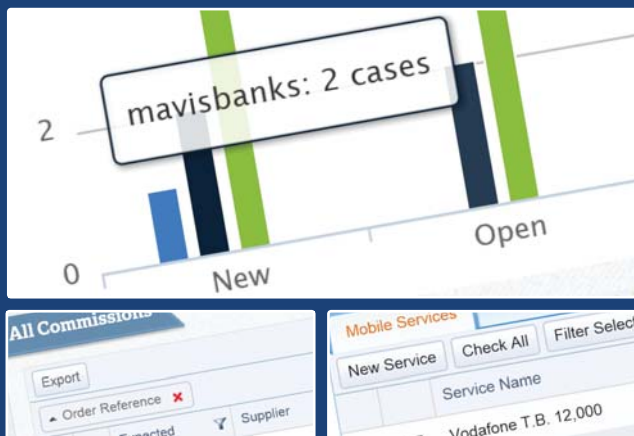 mavisbanks: 2 cases
2
0
New
Open
All Commissions
Export
Order Reference
Expected
Supplier
Mobile Services
New Service
Check All
Filter Select
Service Name
Vodafone T.B. 12,000